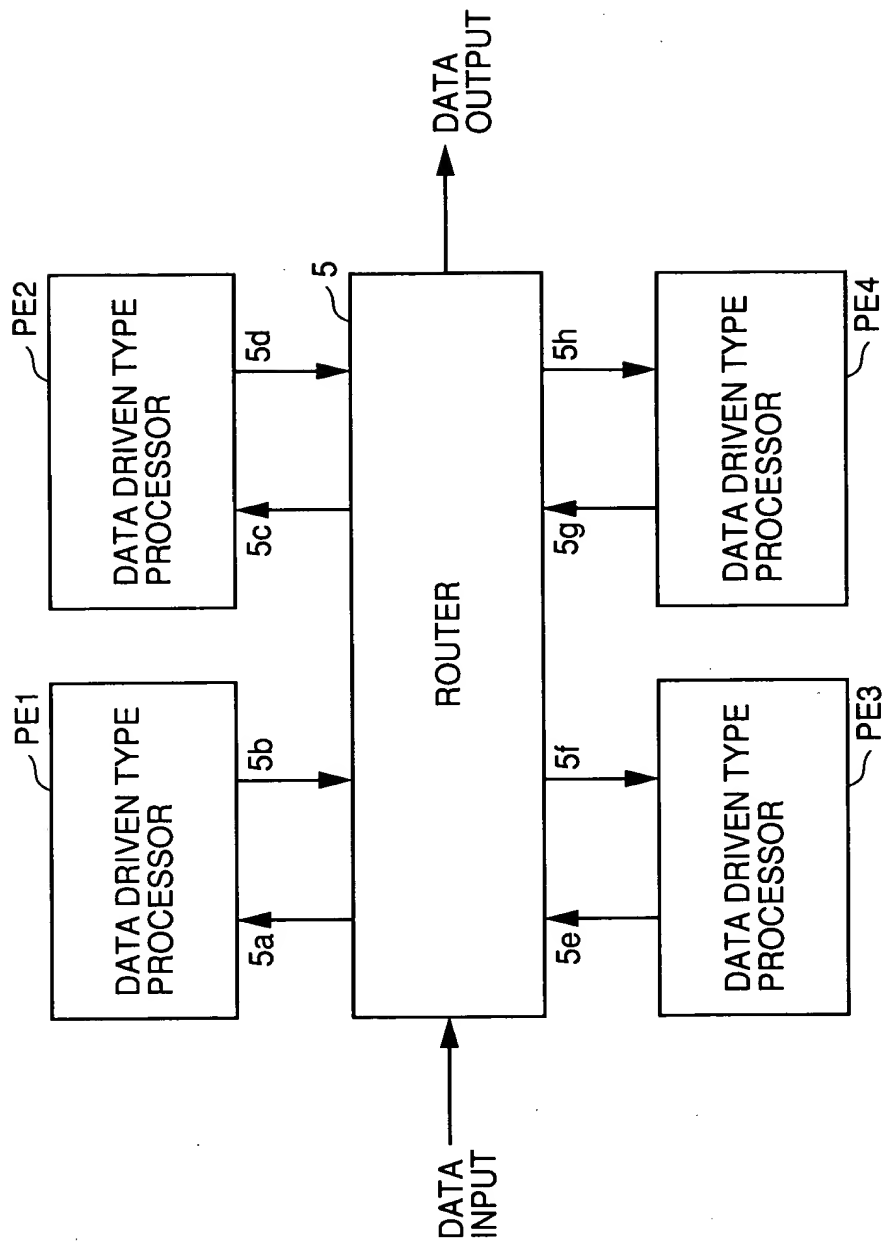 PE1
DATA DRIVEN TYPE
PROCESSOR
PE2
DATA DRIVEN TYPE
PROCESSOR
5a
5b
5c
5d
5
DATA
INPUT
ROUTER
DATA
OUTPUT
5e
5f
5g
5h
DATA DRIVEN TYPE
PROCESSOR
PE3
DATA DRIVEN TYPE
PROCESSOR
PE4